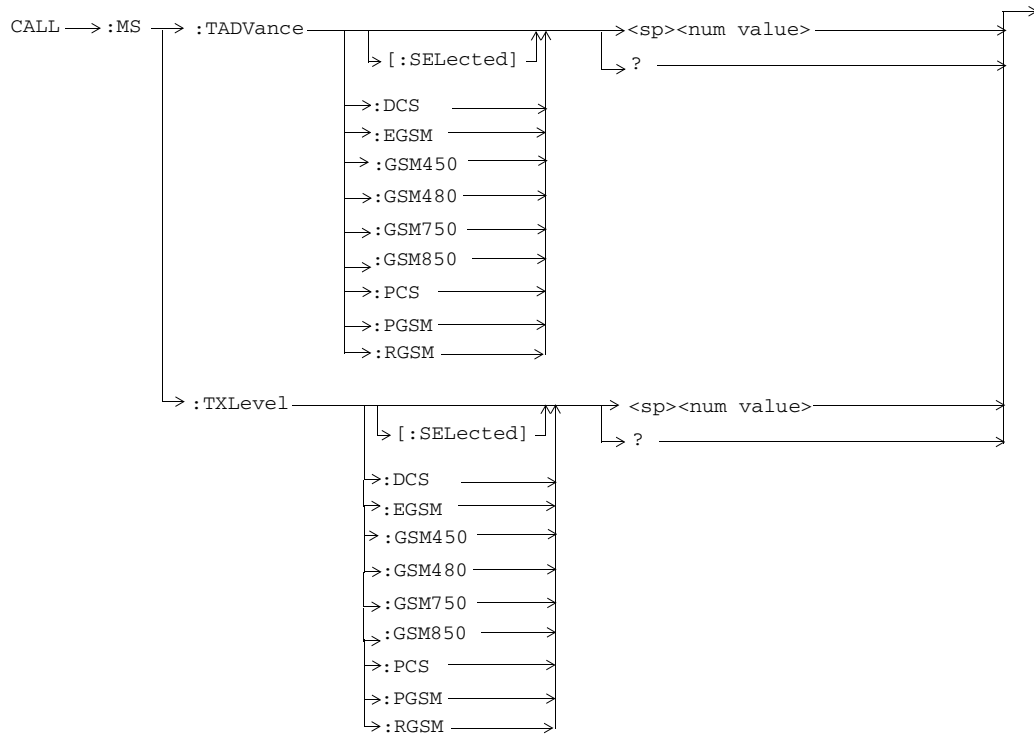 CALL :MS :TADVance <sp><num value>
[:SELected] ?
:DCS
:EGSM
:GSM450
:GSM480
:GSM750
:GSM850
:PCS
:PGSM
:RGSM
:TXLevel <sp><num value>
[:SELected] ?
:DCS
:EGSM
:GSM450
:GSM480
:GSM750
:GSM850
:PCS
:PGSM
:RGSM